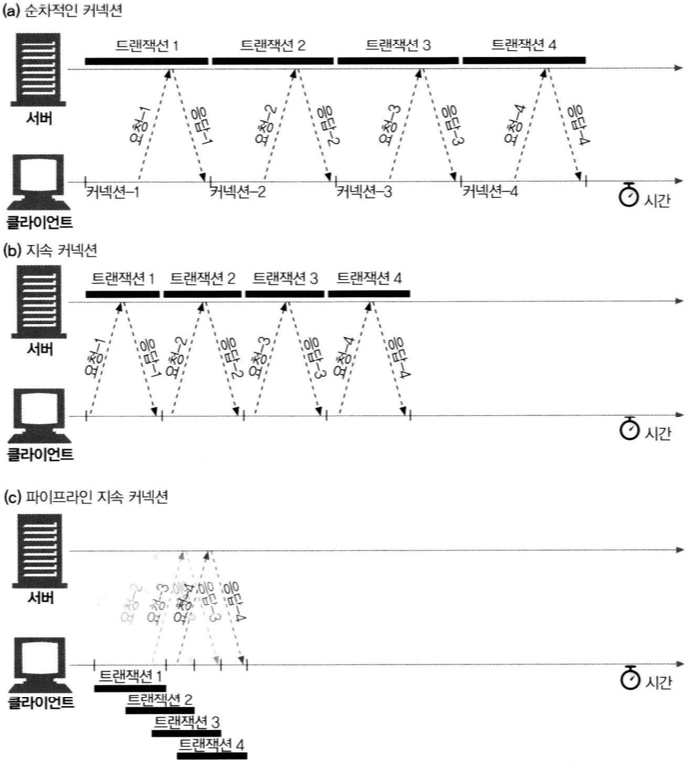 (a) 순차적인 커넥션
트랜잭션 1 트랜잭션 2 트랜잭션 3 트랜잭션 4
서버
요청-1 응답-1 요청-2 응답-2 요청-3 응답-3 요청-4 응답-4
커넥션-1 커넥션-2 커넥션-3 커넥션-4
시간
클라이언트
(b) 지속 커넥션
트랜잭션 1 트랜잭션 2 트랜잭션 3 트랜잭션 4
서버
요청-1 응답-1 요청-2 응답-2 요청-3 응답-3 요청-4 응답-4
시간
클라이언트
(c) 파이프라인 지속 커넥션
서버
요청-2 요청-3 요청-4 응답-3 응답-4
시간
클라이언트
트랜잭션 1
트랜잭션 2
트랜잭션 3
트랜잭션 4